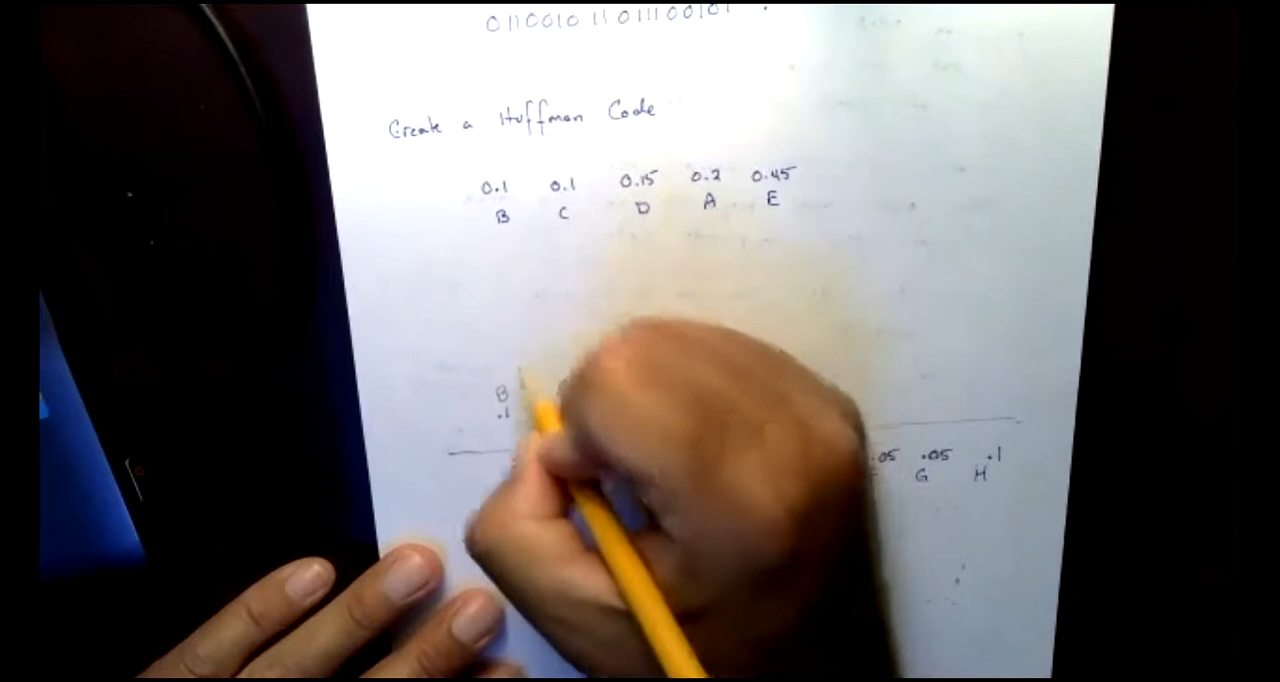 011001011011100101
Create a Huffman Code
0.1 0.1 0.15 0.2 0.45
B C D A E
B
.1
.05 .05 .1
G H